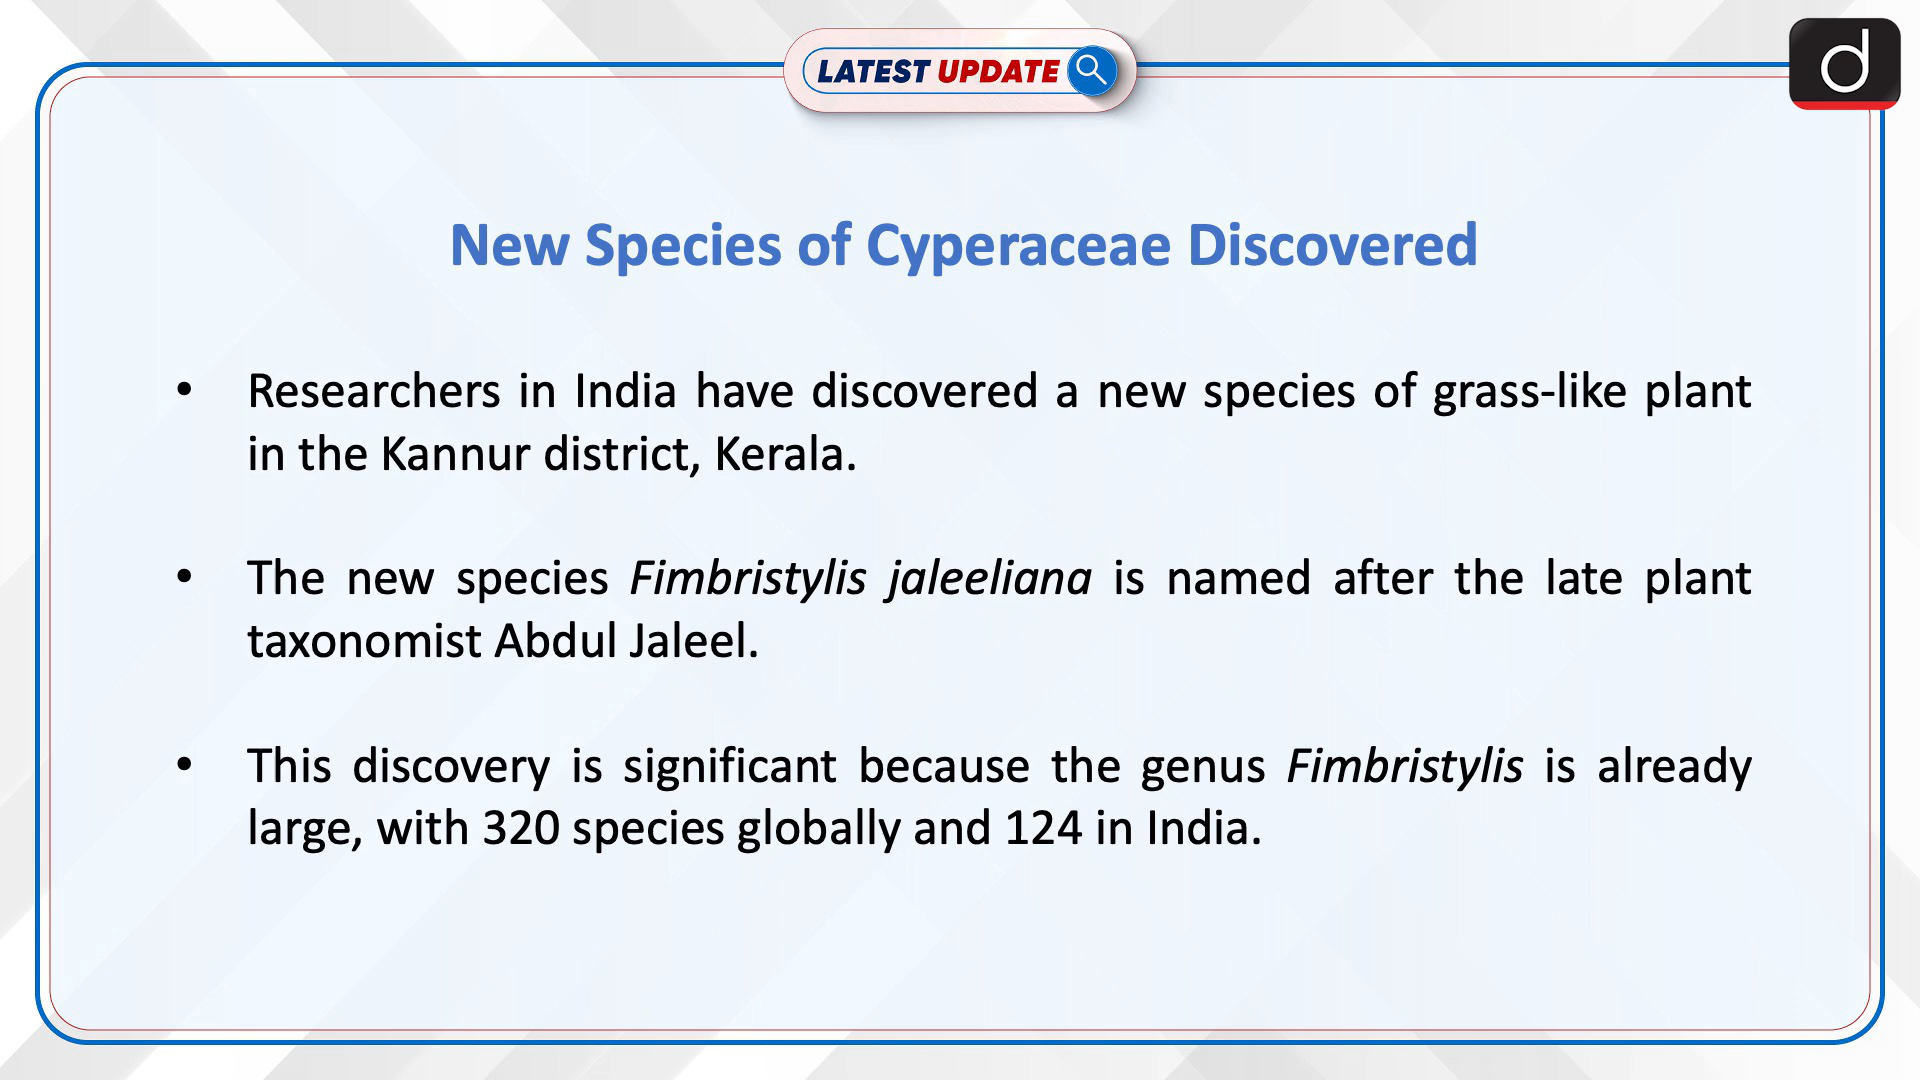 LATEST UPDATE
d
New Species of Cyperaceae Discovered
• Researchers in India have discovered a new species of grass-like plant
in the Kannur district, Kerala.
• The new species Fimbristylis jaleeliana is named after the late plant
taxonomist Abdul Jaleel.
• This discovery is significant because the genus Fimbristylis is already
large, with 320 species globally and 124 in India.